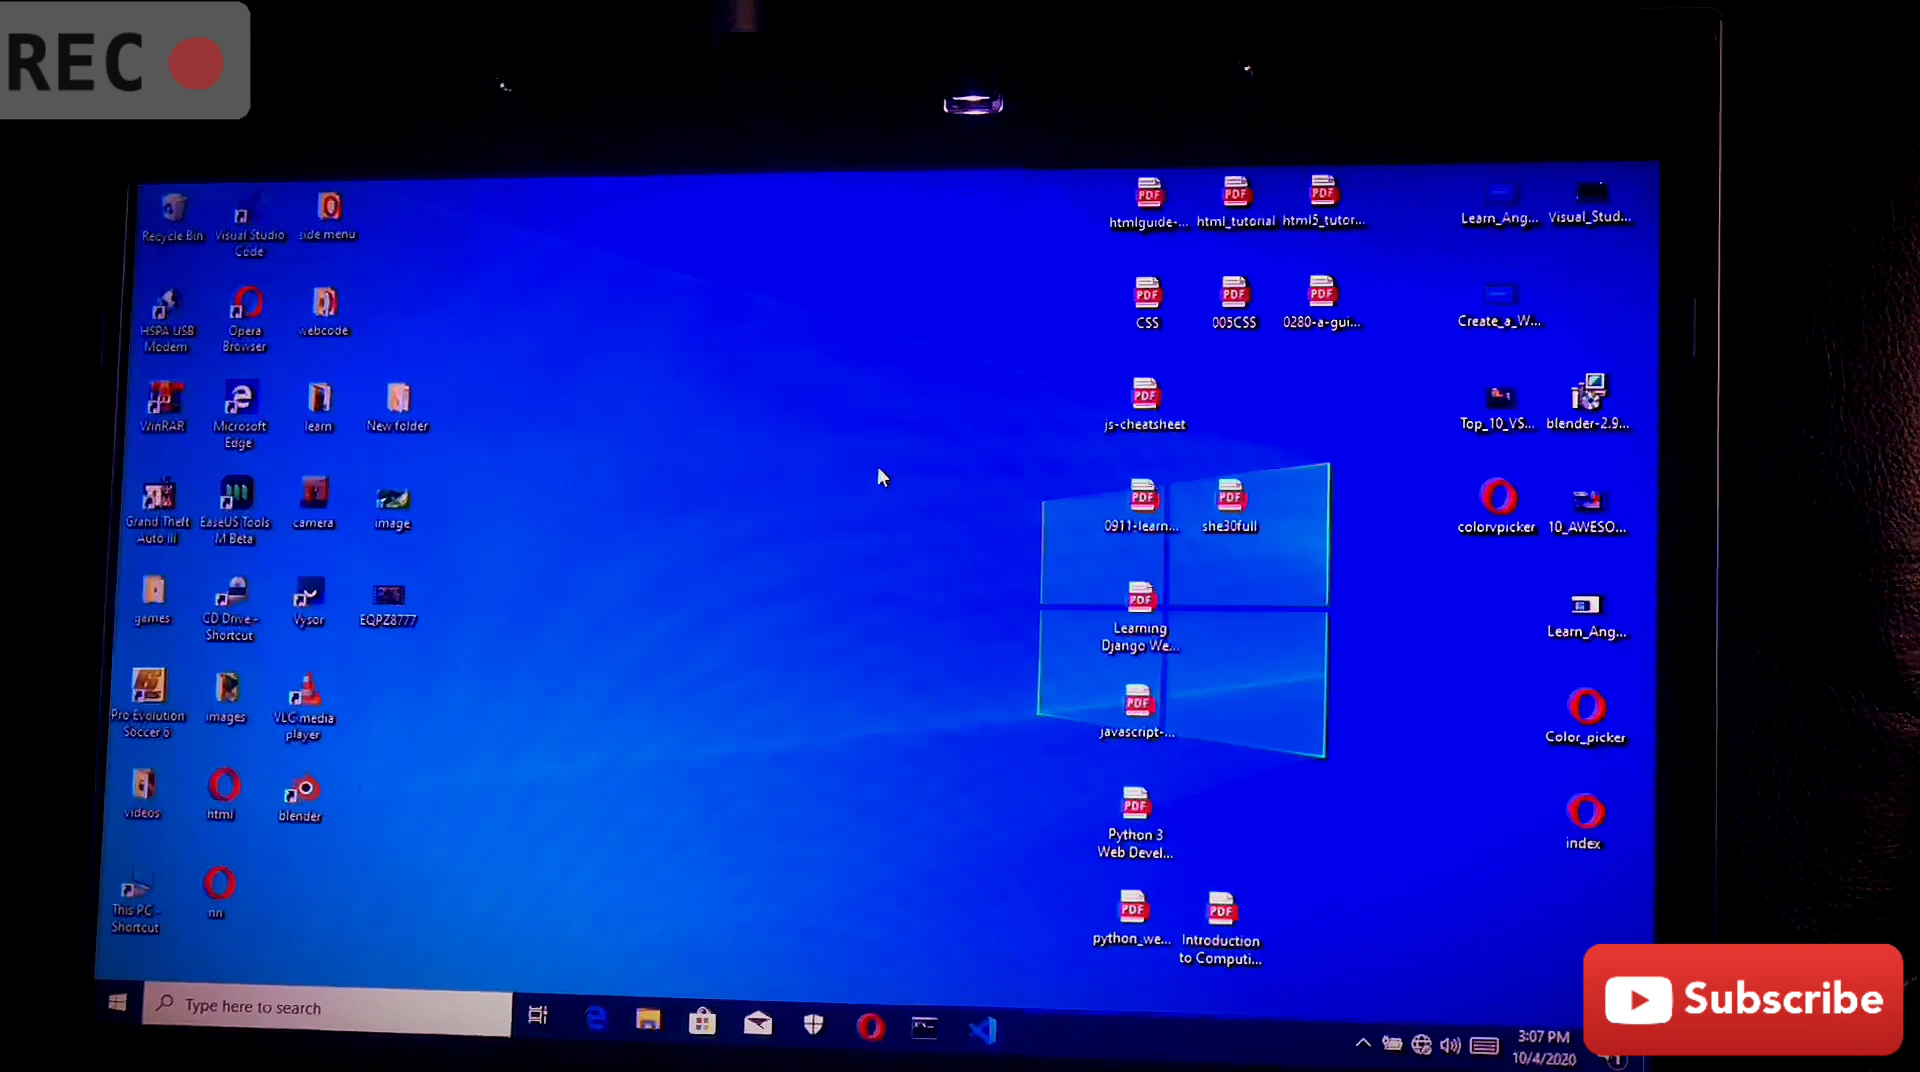 REC
Recycle Bin
Visual Studio
Code
side menu
htmlguide-...
html_tutorial
html5_tutor...
Learn_Ang...
Visual_Stud...
HSPA USB
Modem
Opera
Browser
webcode
CSS
005CSS
0280-a-gui...
Create_a_W...
WinRAR
Microsoft
Edge
learn
New folder
js-cheatsheet
Top_10_VS...
blender-2.9...
Grand Theft
Auto III
EaseUS Tools
M Beta
camera
image
0911-learn...
she30full
colorvpicker
10_AWESO...
games
CD Drive -
Shortcut
Vysor
EQPZ8777
Learning
Django We...
Learn_Ang...
Pro Evolution
Soccer 6
images
VLC media
player
javascript-...
Color_picker
videos
html
blender
Python 3
Web Devel...
index
This PC -
Shortcut
nn
python_we...
Introduction
to Computi...
Type here to search
3:07 PM
10/4/2020
Subscribe